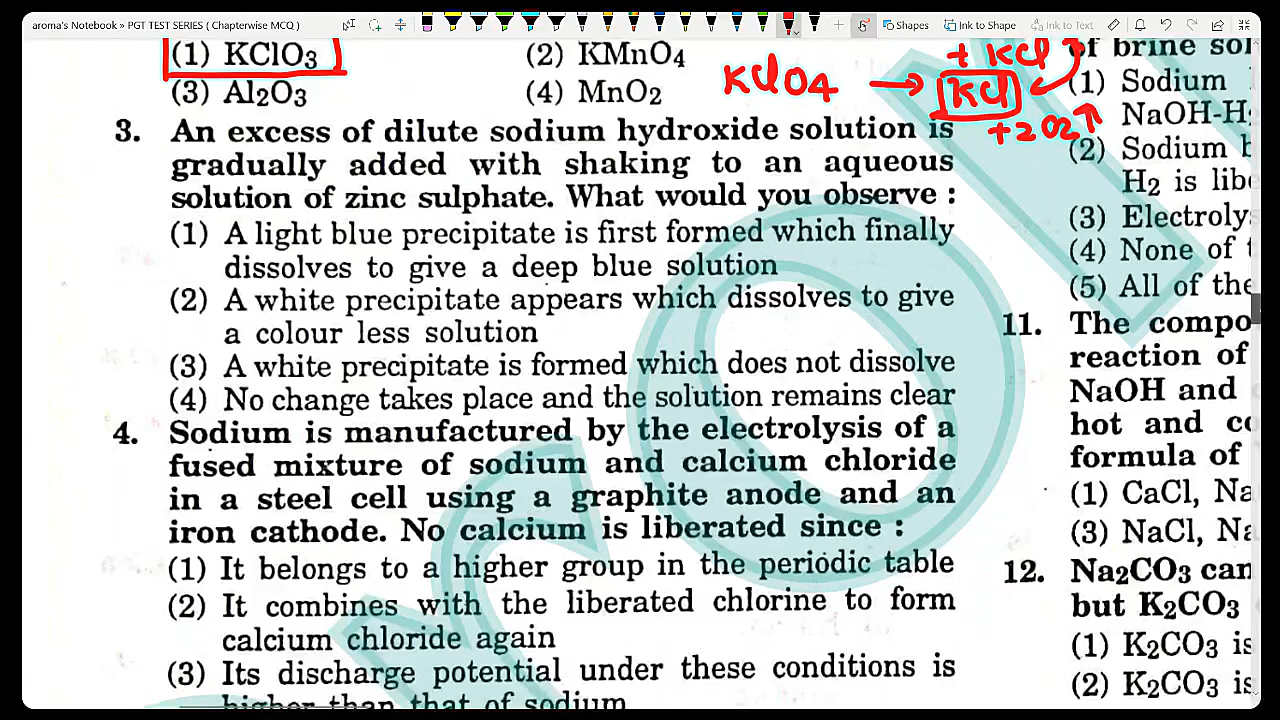 aroma's Notebook » PGT TEST SERIES ( Chapterwise MCQ )
Shapes
Ink to Shape
Ink to Text
(1) KClO3
(2) KMnO4
(3) Al2O3
(4) MnO2
+ KCl
KClO4 → KCl
+2O2↑
3. An excess of dilute sodium hydroxide solution is
gradually added with shaking to an aqueous
solution of zinc sulphate. What would you observe :
(1) A light blue precipitate is first formed which finally
dissolves to give a deep blue solution
(2) A white precipitate appears which dissolves to give
a colour less solution
(3) A white precipitate is formed which does not dissolve
(4) No change takes place and the solution remains clear
4. Sodium is manufactured by the electrolysis of a
fused mixture of sodium and calcium chloride
in a steel cell using a graphite anode and an
iron cathode. No calcium is liberated since :
(1) It belongs to a higher group in the periodic table
(2) It combines with the liberated chlorine to form
calcium chloride again
(3) Its discharge potential under these conditions is
higher than that of sodium
of brine sol
(1) Sodium
NaOH-H
(2) Sodium b
H2 is libe
(3) Electroly
(4) None of t
(5) All of the
11. The compo
reaction of
NaOH and
hot and co
formula of
(1) CaCl, Na
(3) NaCl, Na
12. Na2CO3 can
but K2CO3
(1) K2CO3 is
(2) K2CO3 is